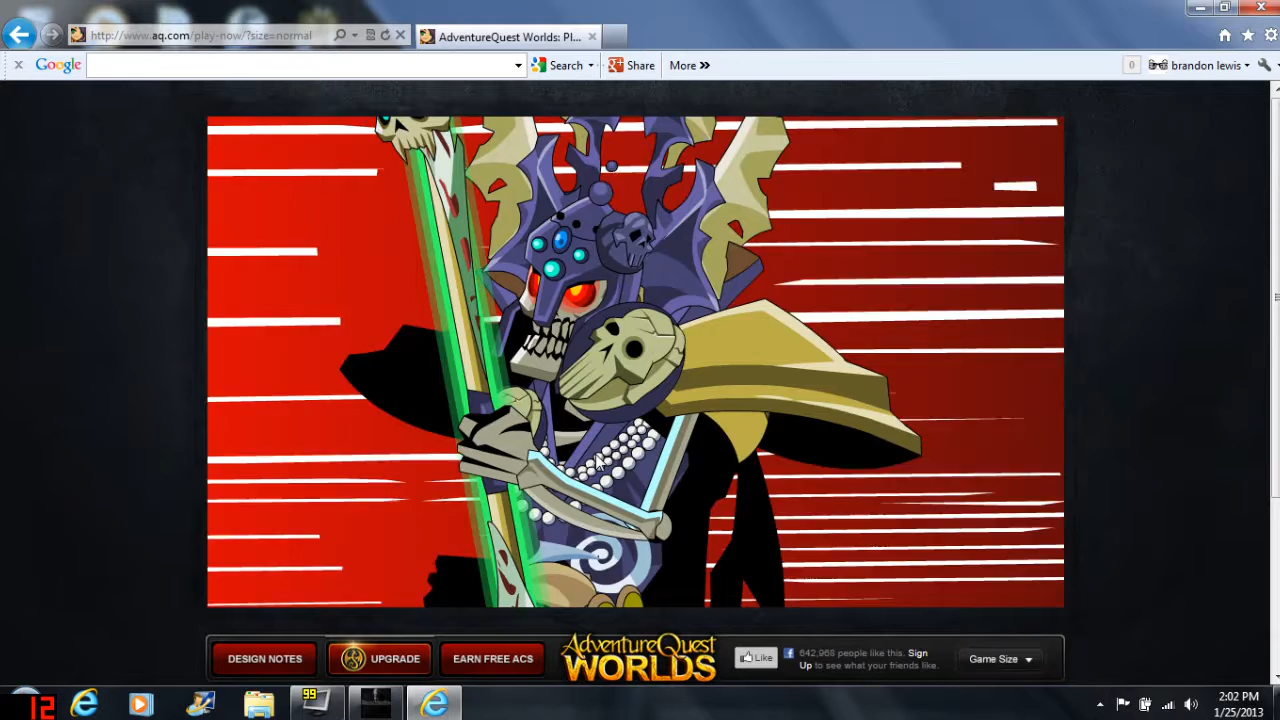 http://www.aq.com/play-now/?size=normal
AdventureQuest Worlds: Pl...
x Google Search Share More »
0 brandon lewis
DESIGN NOTES
UPGRADE
EARN FREE ACS
AdventureQuest
WORLDS
Like
642,968 people like this. Sign
Up to see what your friends like.
Game Size
12
99
2:02 PM
1/25/2013